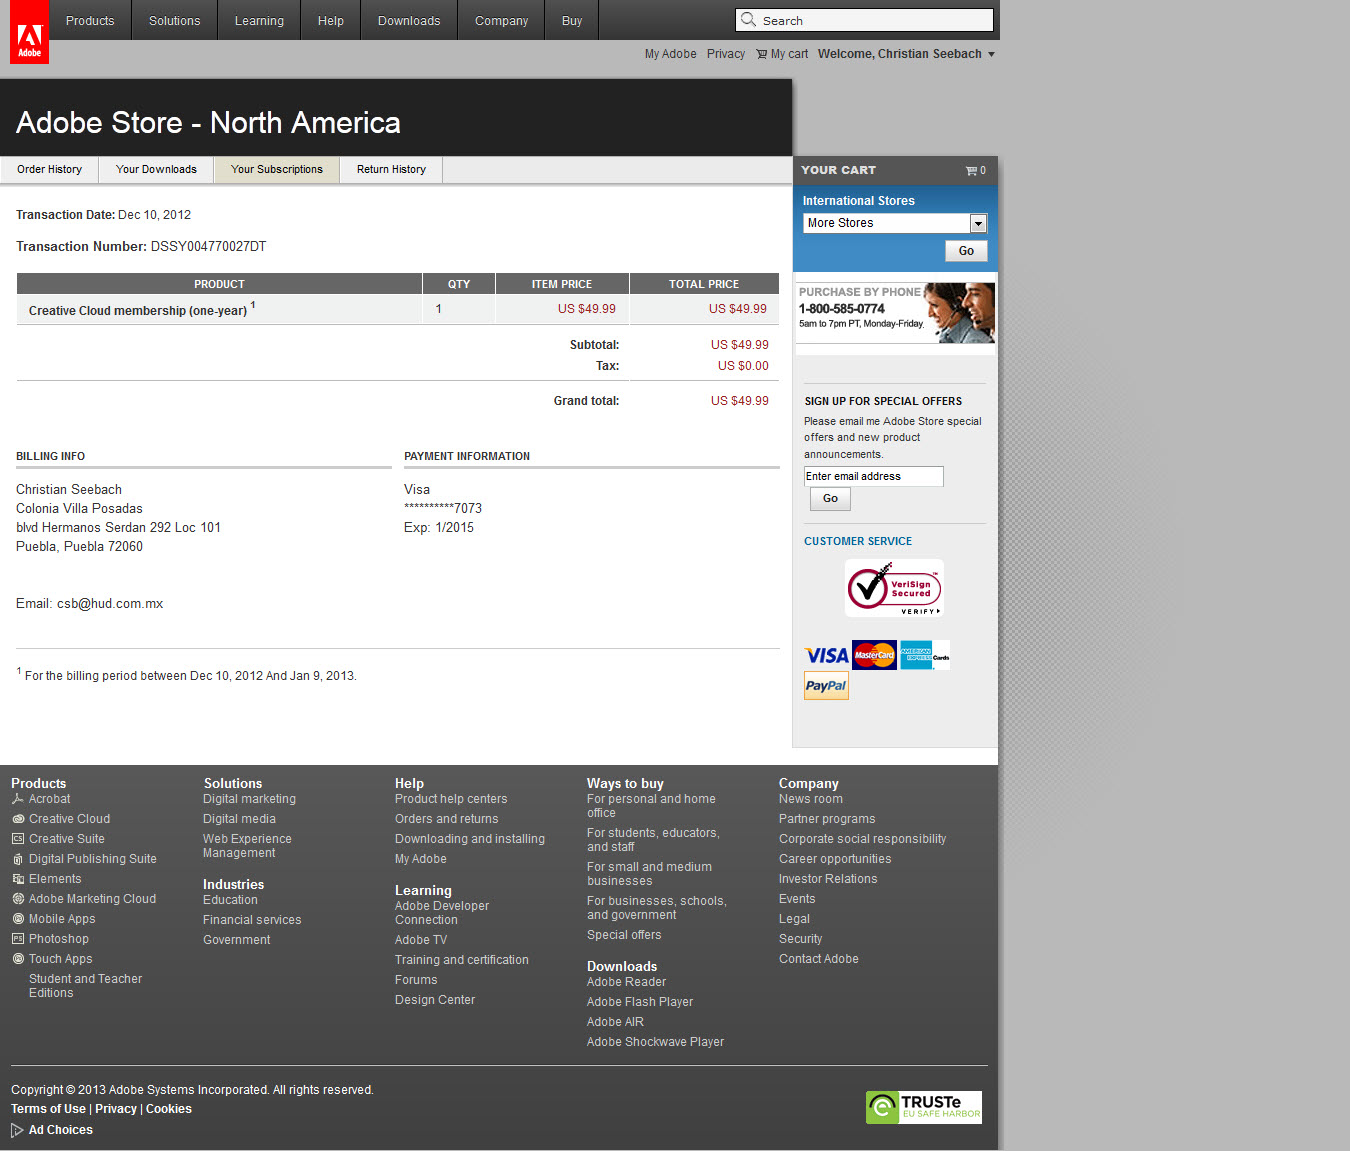 Adobe
Products Solutions Learning Help Downloads Company Buy
Search
My Adobe Privacy My cart Welcome, Christian Seebach
Adobe Store - North America
Order History Your Downloads Your Subscriptions Return History
YOUR CART 0
International Stores
More Stores
Go
PURCHASE BY PHONE
1-800-585-0774
5am to 7pm PT, Monday-Friday.
SIGN UP FOR SPECIAL OFFERS
Please email me Adobe Store special
offers and new product
announcements.
Enter email address
Go
CUSTOMER SERVICE
VeriSign
Secured
VERIFY
VISA MasterCard AMERICAN EXPRESS Cards
PayPal
Transaction Date: Dec 10, 2012
Transaction Number: DSSY004770027DT
PRODUCT QTY ITEM PRICE TOTAL PRICE
Creative Cloud membership (one-year) 1 1 US $49.99 US $49.99
Subtotal: US $49.99
Tax: US $0.00
Grand total: US $49.99
BILLING INFO
Christian Seebach
Colonia Villa Posadas
blvd Hermanos Serdan 292 Loc 101
Puebla, Puebla 72060
Email: csb@hud.com.mx
PAYMENT INFORMATION
Visa
**********7073
Exp: 1/2015
1 For the billing period between Dec 10, 2012 And Jan 9, 2013.
Products
Acrobat
Creative Cloud
CS Creative Suite
Digital Publishing Suite
Elements
Adobe Marketing Cloud
Mobile Apps
PS Photoshop
Touch Apps
Student and Teacher
Editions
Solutions
Digital marketing
Digital media
Web Experience
Management
Industries
Education
Financial services
Government
Help
Product help centers
Orders and returns
Downloading and installing
My Adobe
Learning
Adobe Developer
Connection
Adobe TV
Training and certification
Forums
Design Center
Ways to buy
For personal and home
office
For students, educators,
and staff
For small and medium
businesses
For businesses, schools,
and government
Special offers
Downloads
Adobe Reader
Adobe Flash Player
Adobe AIR
Adobe Shockwave Player
Company
News room
Partner programs
Corporate social responsibility
Career opportunities
Investor Relations
Events
Legal
Security
Contact Adobe
Copyright © 2013 Adobe Systems Incorporated. All rights reserved.
Terms of Use | Privacy | Cookies
Ad Choices
TRUSTe
EU SAFE HARBOR